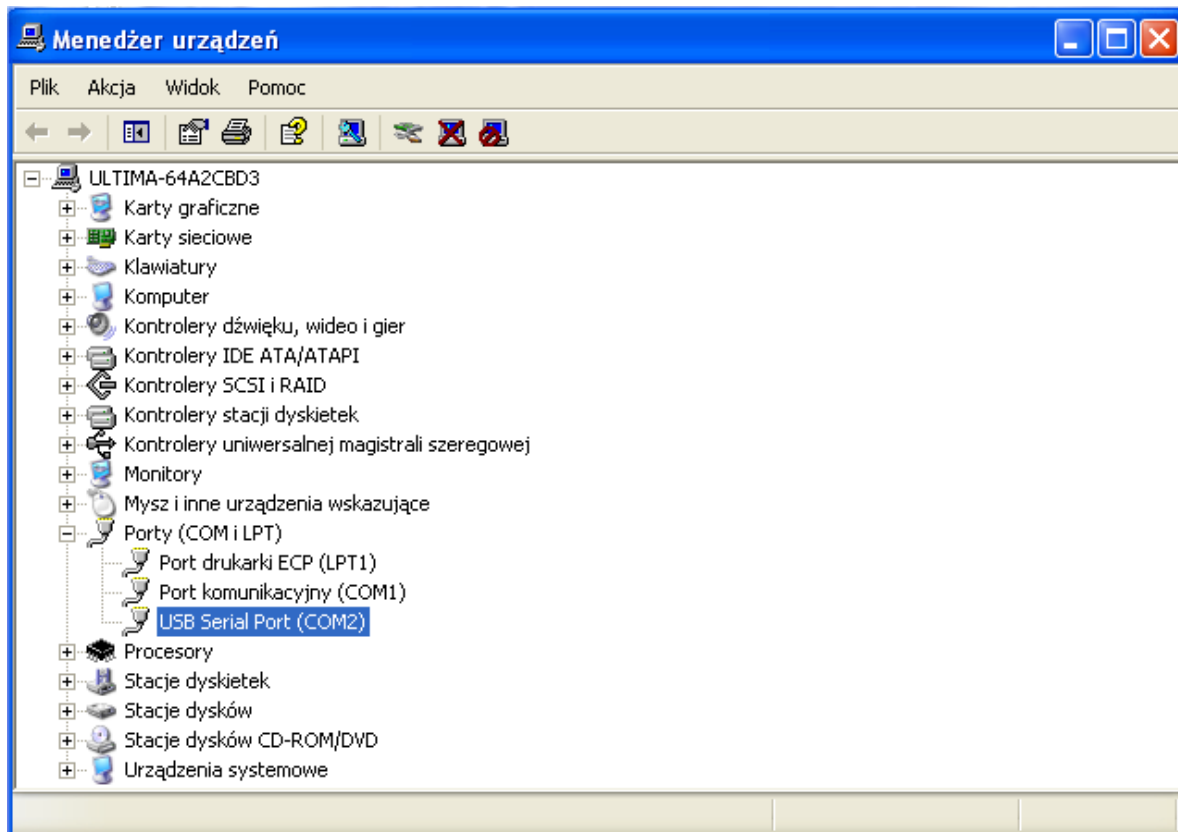 Menedżer urządzeń
Plik Akcja Widok Pomoc
ULTIMA-64A2CBD3
Karty graficzne
Karty sieciowe
Klawiatury
Komputer
Kontrolery dźwięku, wideo i gier
Kontrolery IDE ATA/ATAPI
Kontrolery SCSI i RAID
Kontrolery stacji dyskietek
Kontrolery uniwersalnej magistrali szeregowej
Monitory
Mysz i inne urządzenia wskazujące
Porty (COM i LPT)
Port drukarki ECP (LPT1)
Port komunikacyjny (COM1)
USB Serial Port (COM2)
Procesory
Stacje dyskietek
Stacje dysków
Stacje dysków CD-ROM/DVD
Urządzenia systemowe